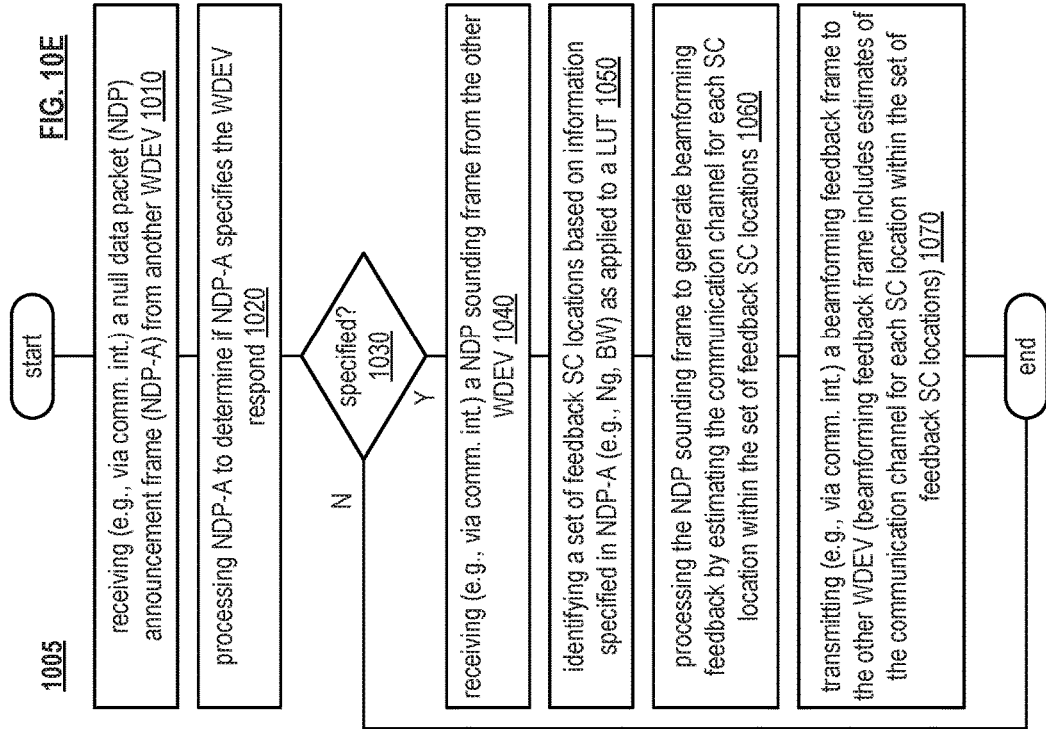 1005
FIG. 10E
start
receiving (e.g., via comm. int.) a null data packet (NDP)
announcement frame (NDP-A) from another WDEV 1010
processing NDP-A to determine if NDP-A specifies the WDEV
respond 1020
specified?
1030
N
Y
receiving (e.g., via comm. int.) a NDP sounding frame from the other
WDEV 1040
identifying a set of feedback SC locations based on information
specified in NDP-A (e.g., Ng, BW) as applied to a LUT 1050
processing the NDP sounding frame to generate beamforming
feedback by estimating the communication channel for each SC
location within the set of feedback SC locations 1060
transmitting (e.g., via comm. int.) a beamforming feedback frame to
the other WDEV (beamforming feedback frame includes estimates of
the communication channel for each SC location within the set of
feedback SC locations) 1070
end